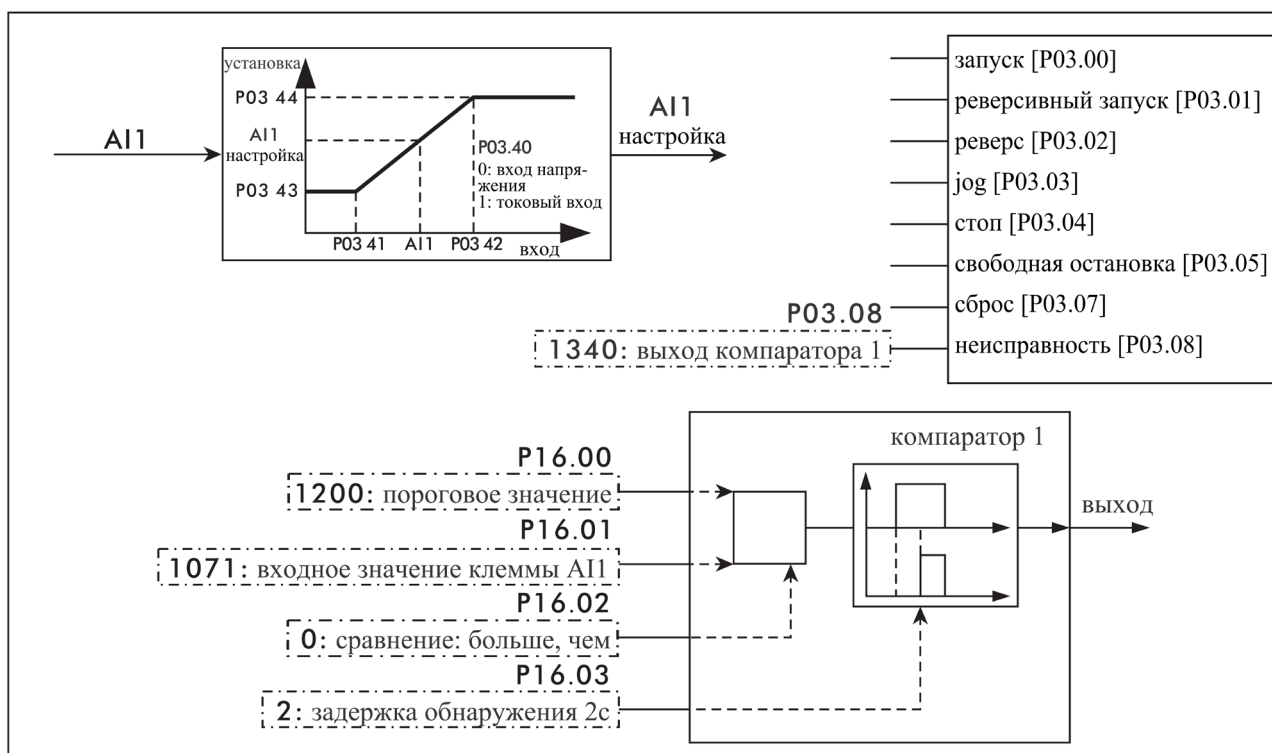 AI1
установка
P03 44
AI1
настройка
P03 43
P03.40
0: вход напря-
жения
1: токовый вход
P03 41
AI1
P03 42
вход
AI1
настройка
запуск [P03.00]
реверсивный запуск [P03.01]
реверс [P03.02]
jog [P03.03]
стоп [P03.04]
свободная остановка [P03.05]
сброс [P03.07]
неисправность [P03.08]
P03.08
1340: выход компаратора 1
компаратор 1
P16.00
1200: пороговое значение
P16.01
1071: входное значение клеммы AI1
P16.02
0: сравнение: больше, чем
P16.03
2: задержка обнаружения 2с
выход